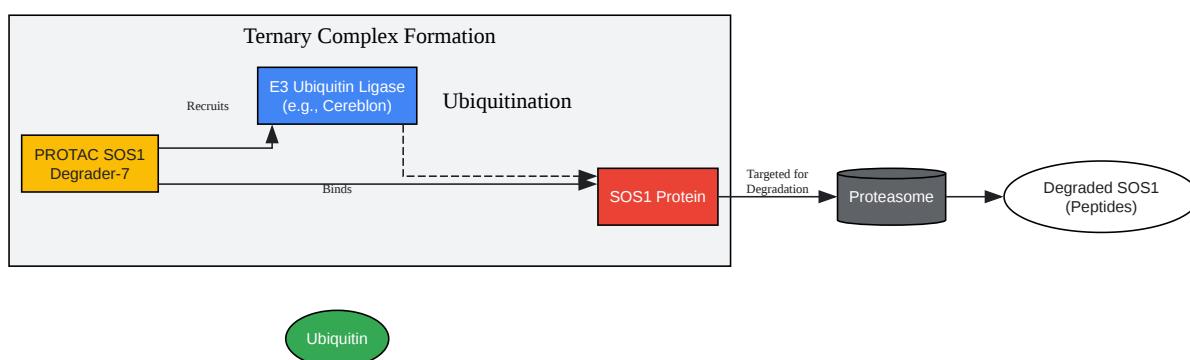 Ternary Complex Formation
E3 Ubiquitin Ligase
(e.g., Cereblon)
Ubiquitination
Recruits
PROTAC SOS1
Degrader-7
Binds
SOS1 Protein
Targeted for
Degradation
Proteasome
Degraded SOS1
(Peptides)
Ubiquitin